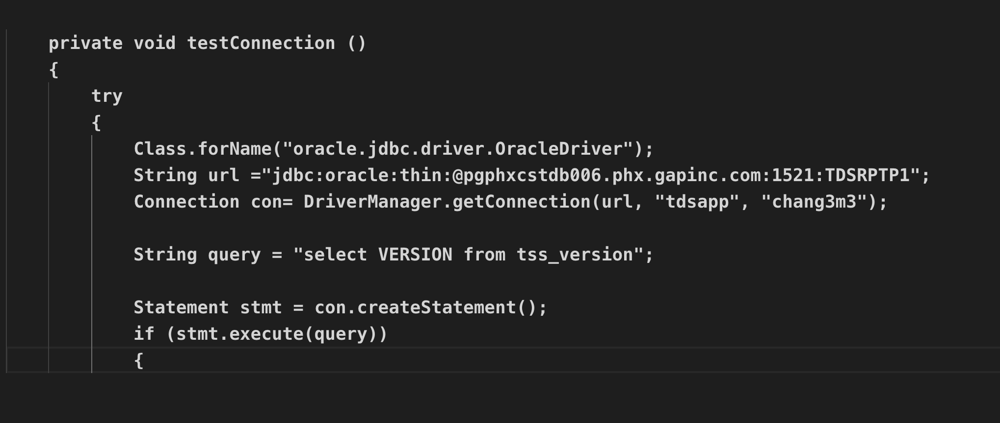 private void testConnection ()
{
try
{
Class.forName("oracle.jdbc.driver.OracleDriver");
String url ="jdbc:oracle:thin:@pgphxcstdb006.phx.gapinc.com:1521:TDSRPTP1";
Connection con= DriverManager.getConnection(url, "tdsapp", "chang3m3");
String query = "select VERSION from tss_version";
Statement stmt = con.createStatement();
if (stmt.execute(query))
{